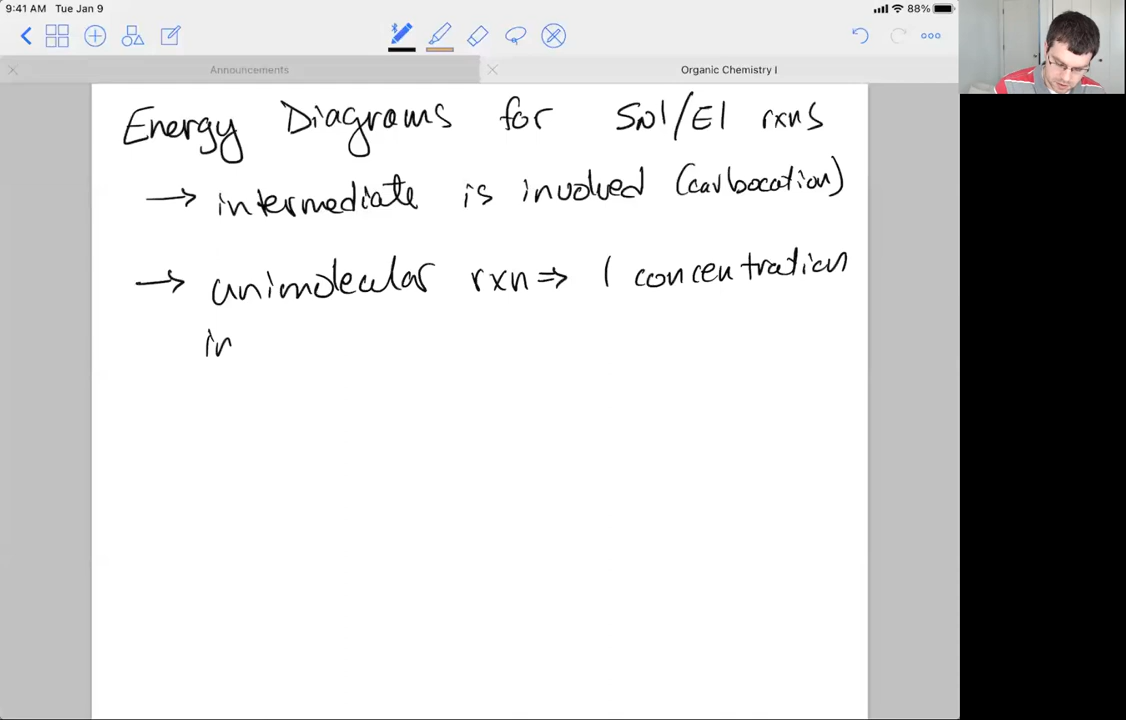 9:41 AM Tue Jan 9
88%
Announcements
Organic Chemistry I
Energy Diagrams for SN1/E1 rxns
→ intermediate is involved (carbocation)
→ unimolecular rxn ⇒ 1 concentration
in